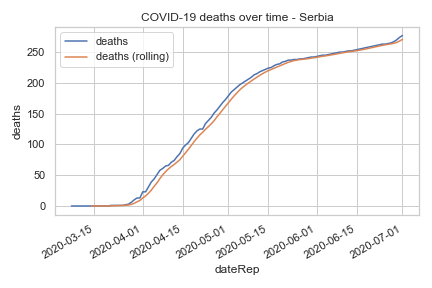 COVID-19 deaths over time - Serbia
deaths
deaths (rolling)
deaths
250
200
150
100
50
0
2020-03-15
2020-04-01
2020-04-15
2020-05-01
2020-05-15
2020-06-01
2020-06-15
2020-07-01
dateRep